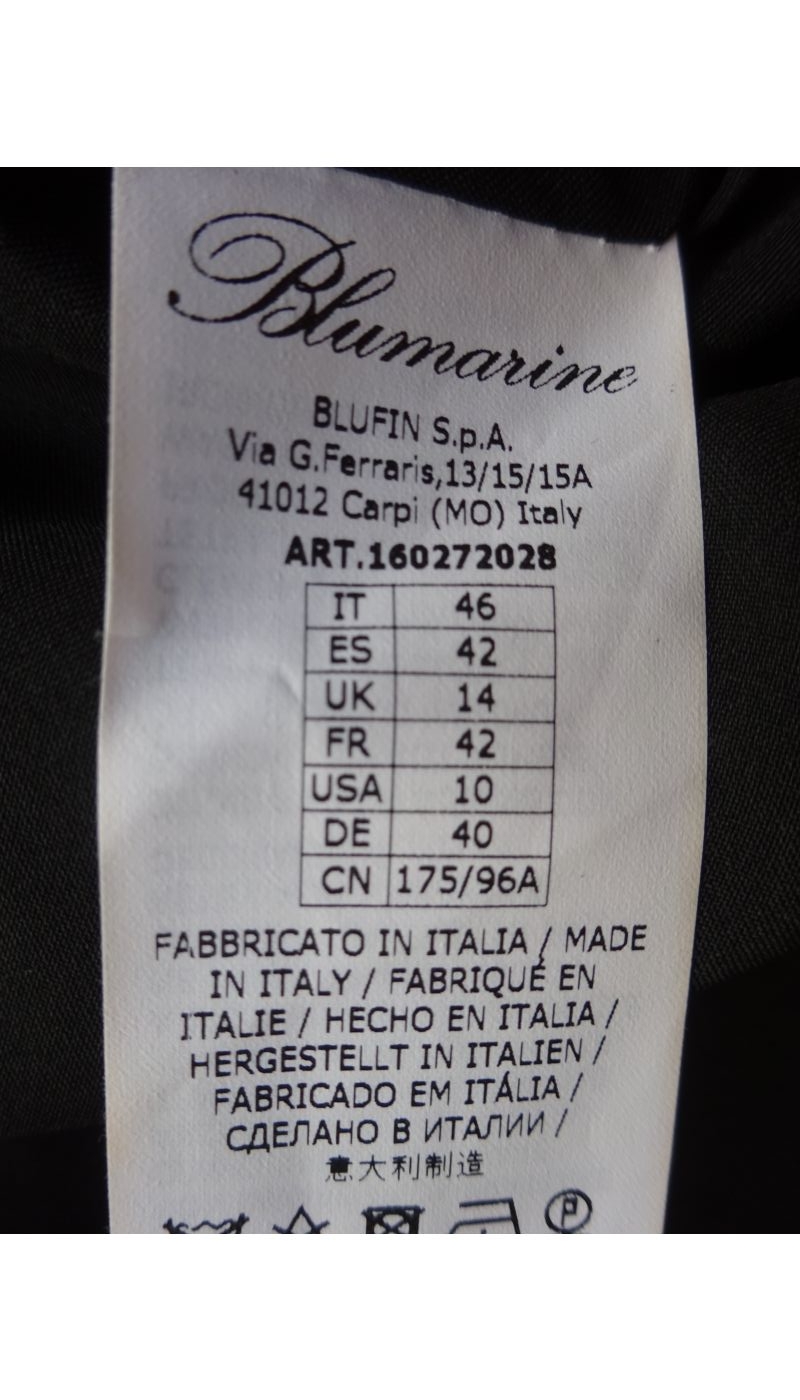 Blumarine
BLUFIN S.p.A.
Via G.Ferraris,13/15/15A
41012 Carpi (MO) Italy
ART.160272028
IT 46
ES 42
UK 14
FR 42
USA 10
DE 40
CN 175/96A
FABBRICATO IN ITALIA / MADE
IN ITALY / FABRIQUÉ EN
ITALIE / HECHO EN ITALIA /
HERGESTELLT IN ITALIEN /
FABRICADO EM ITÁLIA /
СДЕЛАНО В ИТАЛИИ /
意大利制造
P